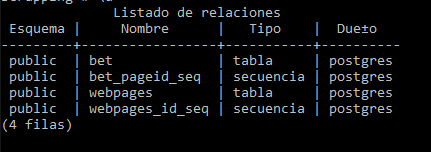 Listado de relaciones
Esquema | Nombre | Tipo | Due±o
---------+------------------+-----------+----------
public | bet | tabla | postgres
public | bet_pageid_seq | secuencia | postgres
public | webpages | tabla | postgres
public | webpages_id_seq | secuencia | postgres
(4 filas)